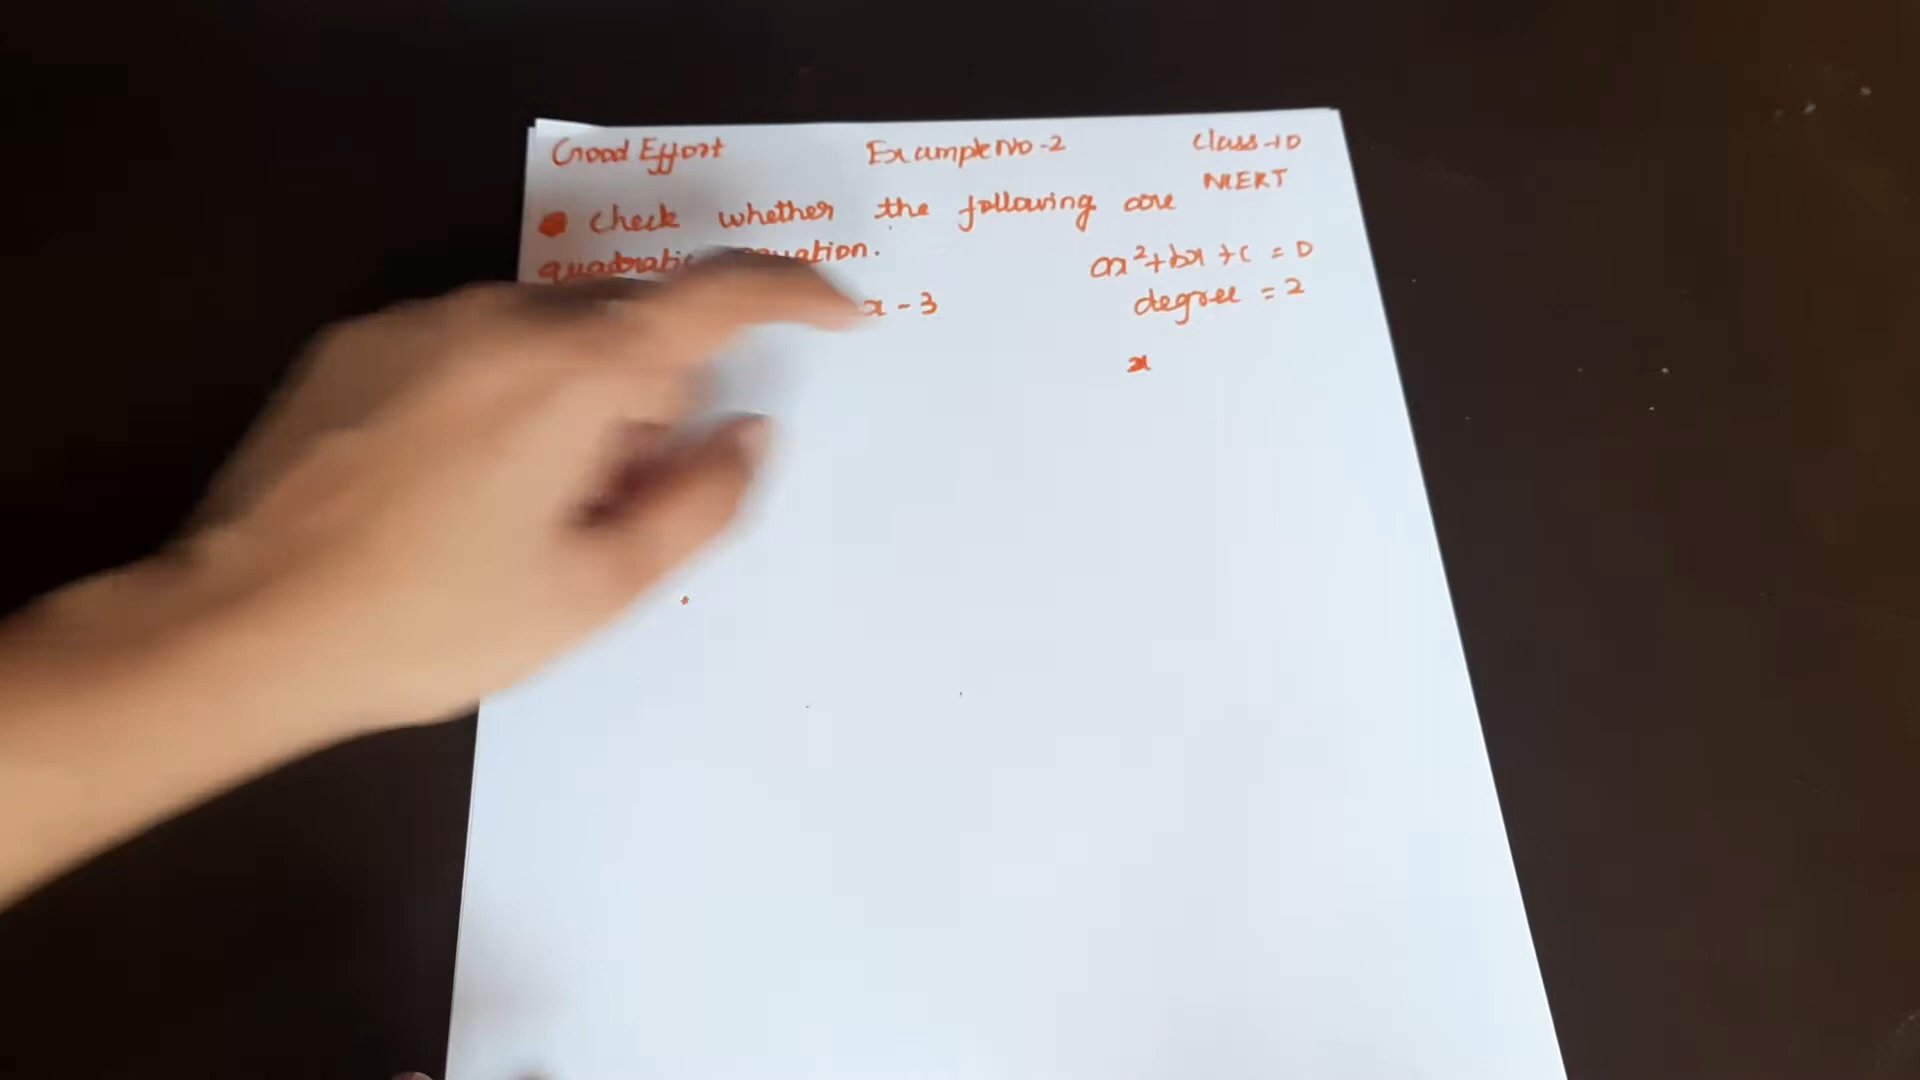 Good Effort Example No-2 Class-10
NCERT
Check whether the following are
quadratic equation.
ax²+bx+c = 0
x - 3
degree = 2
x